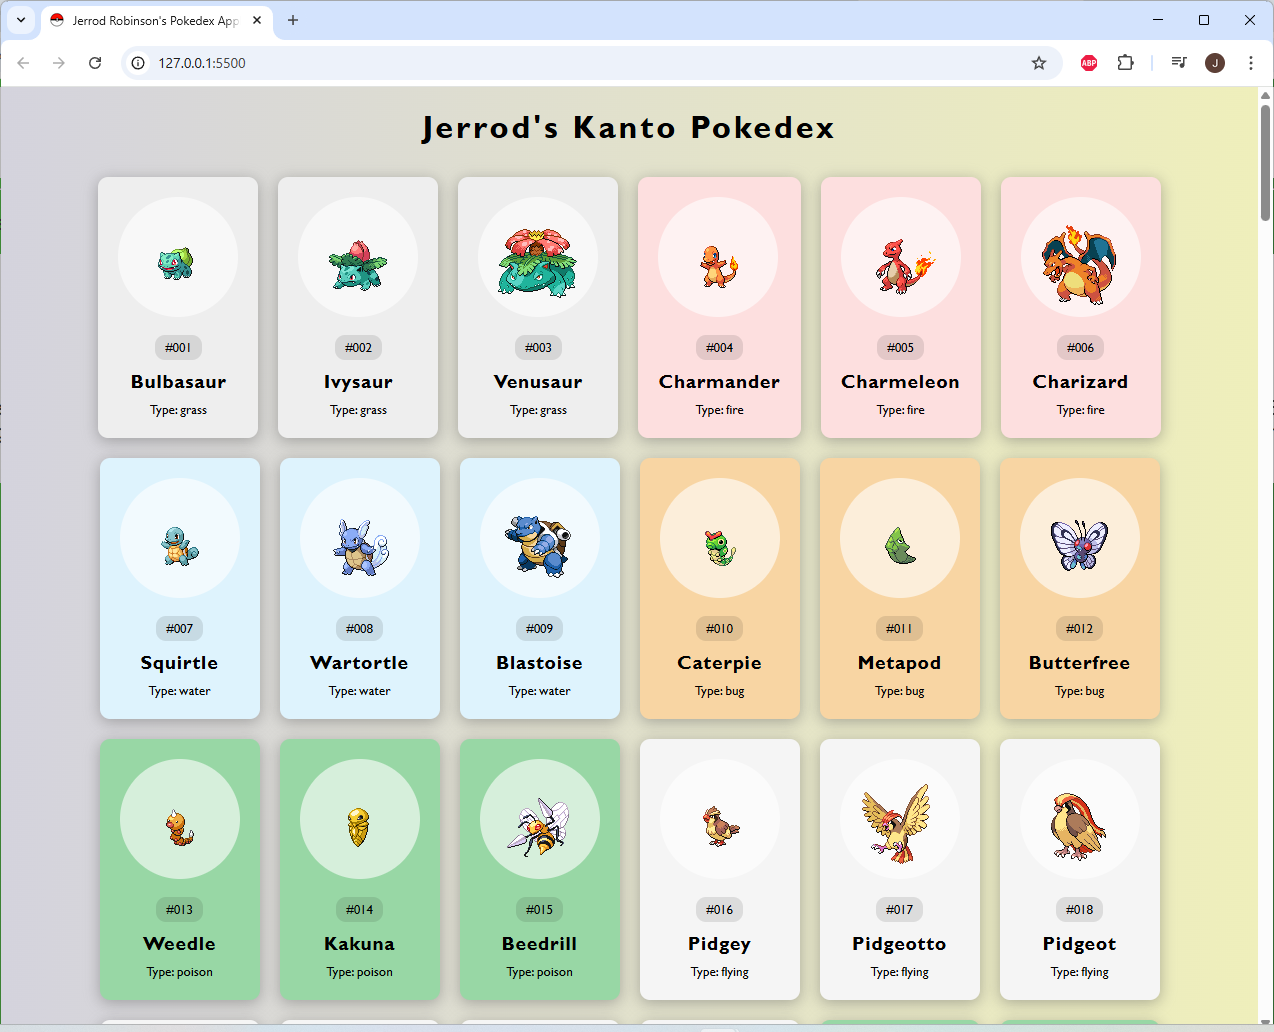 Jerrod Robinson's Pokedex App
127.0.0.1:5500
ABP
J
Jerrod's Kanto Pokedex
#001
Bulbasaur
Type: grass
#002
Ivysaur
Type: grass
#003
Venusaur
Type: grass
#004
Charmander
Type: fire
#005
Charmeleon
Type: fire
#006
Charizard
Type: fire
#007
Squirtle
Type: water
#008
Wartortle
Type: water
#009
Blastoise
Type: water
#010
Caterpie
Type: bug
#011
Metapod
Type: bug
#012
Butterfree
Type: bug
#013
Weedle
Type: poison
#014
Kakuna
Type: poison
#015
Beedrill
Type: poison
#016
Pidgey
Type: flying
#017
Pidgeotto
Type: flying
#018
Pidgeot
Type: flying